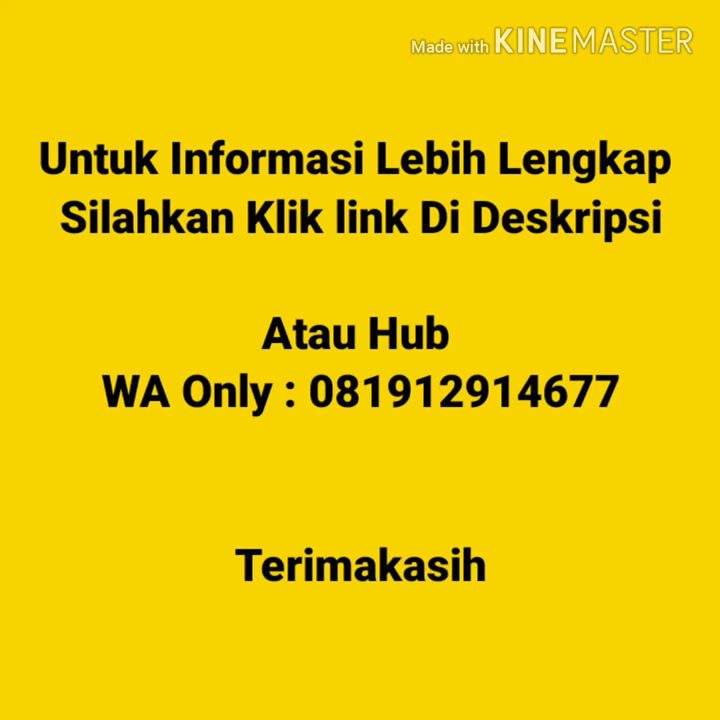 Made with KINEMASTER
Untuk Informasi Lebih Lengkap
Silahkan Klik link Di Deskripsi
Atau Hub
WA Only : 081912914677
Terimakasih